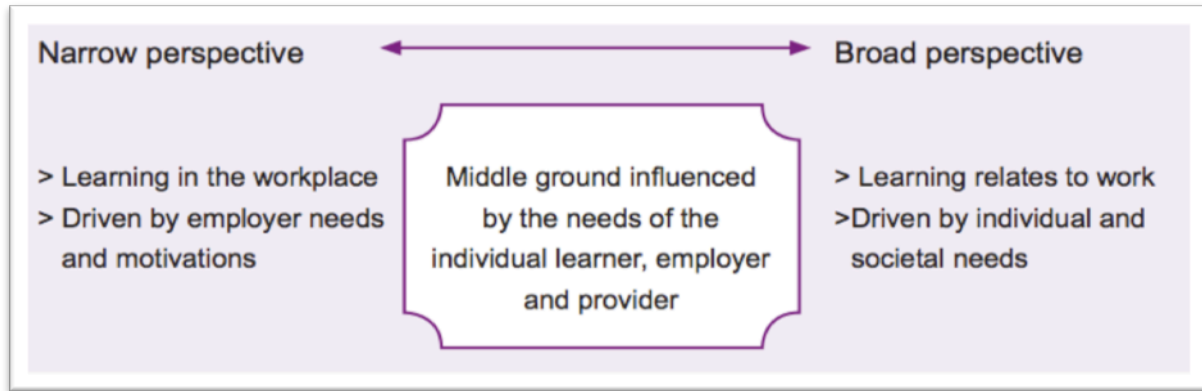 Narrow perspective
> Learning in the workplace
> Driven by employer needs
and motivations
Middle ground influenced
by the needs of the
individual learner, employer
and provider
Broad perspective
> Learning relates to work
>Driven by individual and
societal needs